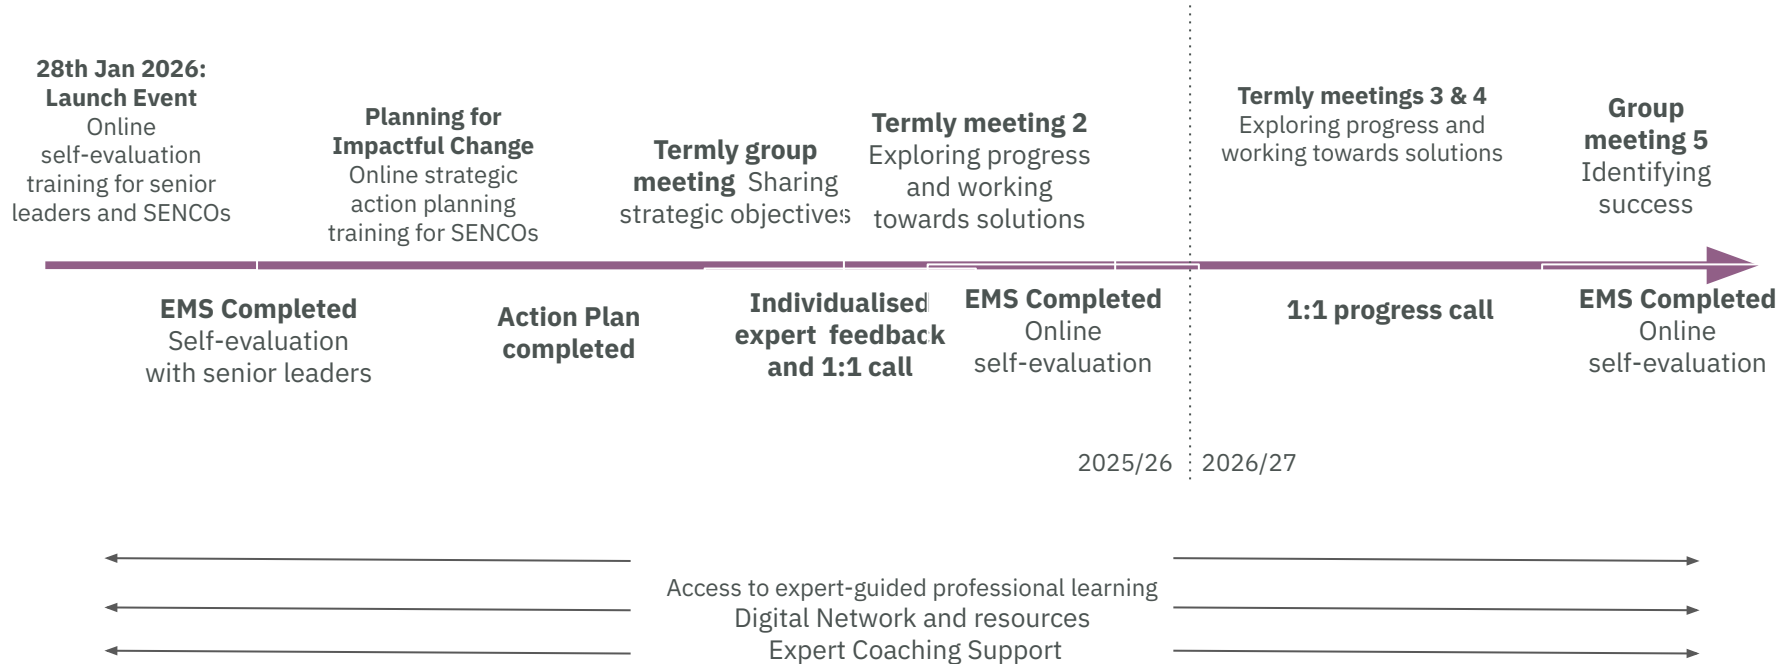 28th Jan 2026:
Launch Event
Online
self-evaluation
training for senior
leaders and SENCOs
Planning for
Impactful Change
Online strategic
action planning
training for SENCOs
Termly group
meeting Sharing
strategic objectives
Termly meeting 2
Exploring progress
and working
towards solutions
Termly meetings 3 & 4
Exploring progress and
working towards solutions
Group
meeting 5
Identifying
success
EMS Completed
Self-evaluation
with senior leaders
Action Plan
completed
Individualised
expert feedback
and 1:1 call
EMS Completed
Online
self-evaluation
1:1 progress call
EMS Completed
Online
self-evaluation
2025/26
2026/27
Access to expert-guided professional learning
Digital Network and resources
Expert Coaching Support